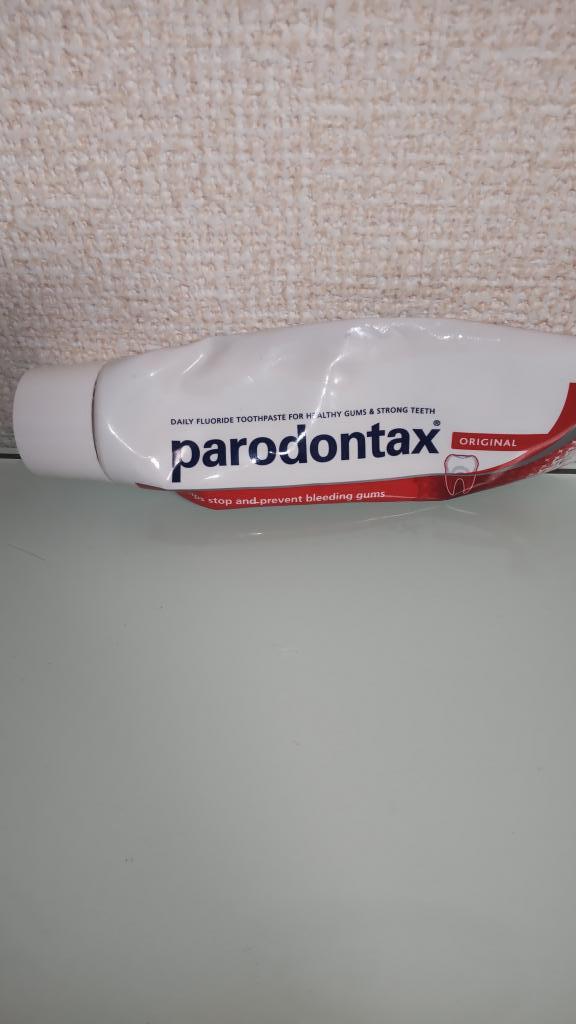 DAILY FLUORIDE TOOTHPASTE FOR HEALTHY GUMS & STRONG TEETH
parodontax®
ORIGINAL
stop and prevent bleeding gums